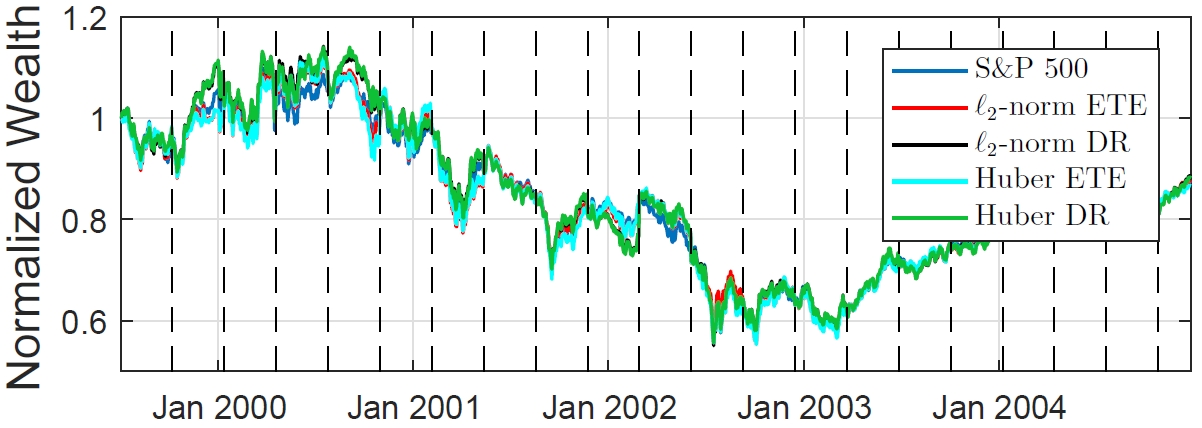 Normalized Wealth
1.2
1
0.8
0.6
S&P 500
ℓ₂-norm ETE
ℓ₂-norm DR
Huber ETE
Huber DR
Jan 2000
Jan 2001
Jan 2002
Jan 2003
Jan 2004